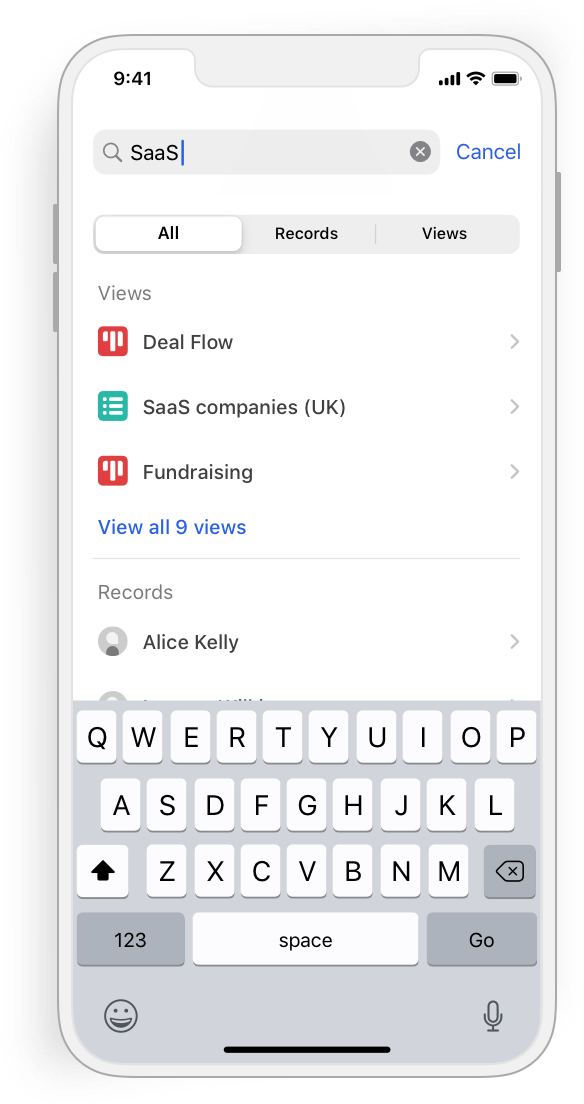 9:41
SaaS
Cancel
All Records Views
Views
Deal Flow
SaaS companies (UK)
Fundraising
View all 9 views
Records
Alice Kelly
Q W E R T Y U I O P
A S D F G H J K L
Z X C V B N M
123 space Go